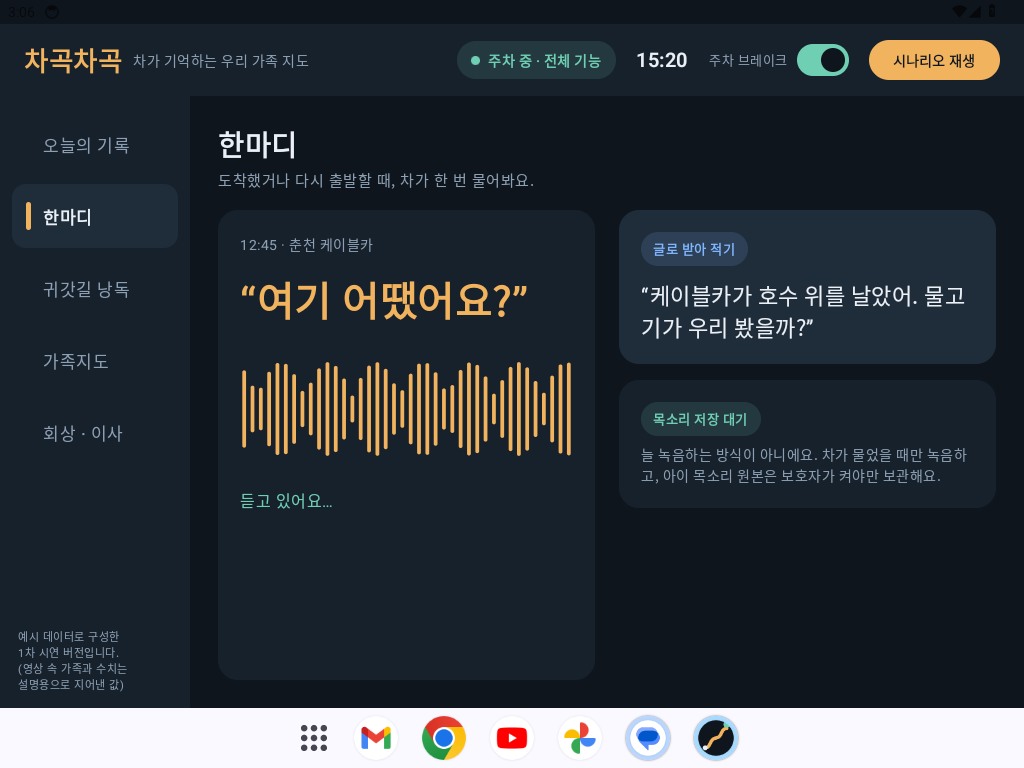 3:06
차곡차곡 차가 기억하는 우리 가족 지도
주차 중 · 전체 기능
15:20
주차 브레이크
시나리오 재생
오늘의 기록
한마디
귀갓길 낭독
가족지도
회상 · 이사
예시 데이터로 구성한
1차 시연 버전입니다.
(영상 속 가족과 수치는
설명용으로 지어낸 값)
한마디
도착했거나 다시 출발할 때, 차가 한 번 물어봐요.
12:45 · 춘천 케이블카
“여기 어땠어요?”
듣고 있어요…
글로 받아 적기
“케이블카가 호수 위를 날았어. 물고
기가 우리 봤을까?”
목소리 저장 대기
늘 녹음하는 방식이 아니에요. 차가 물었을 때만 녹음하
고, 아이 목소리 원본은 보호자가 켜야만 보관해요.